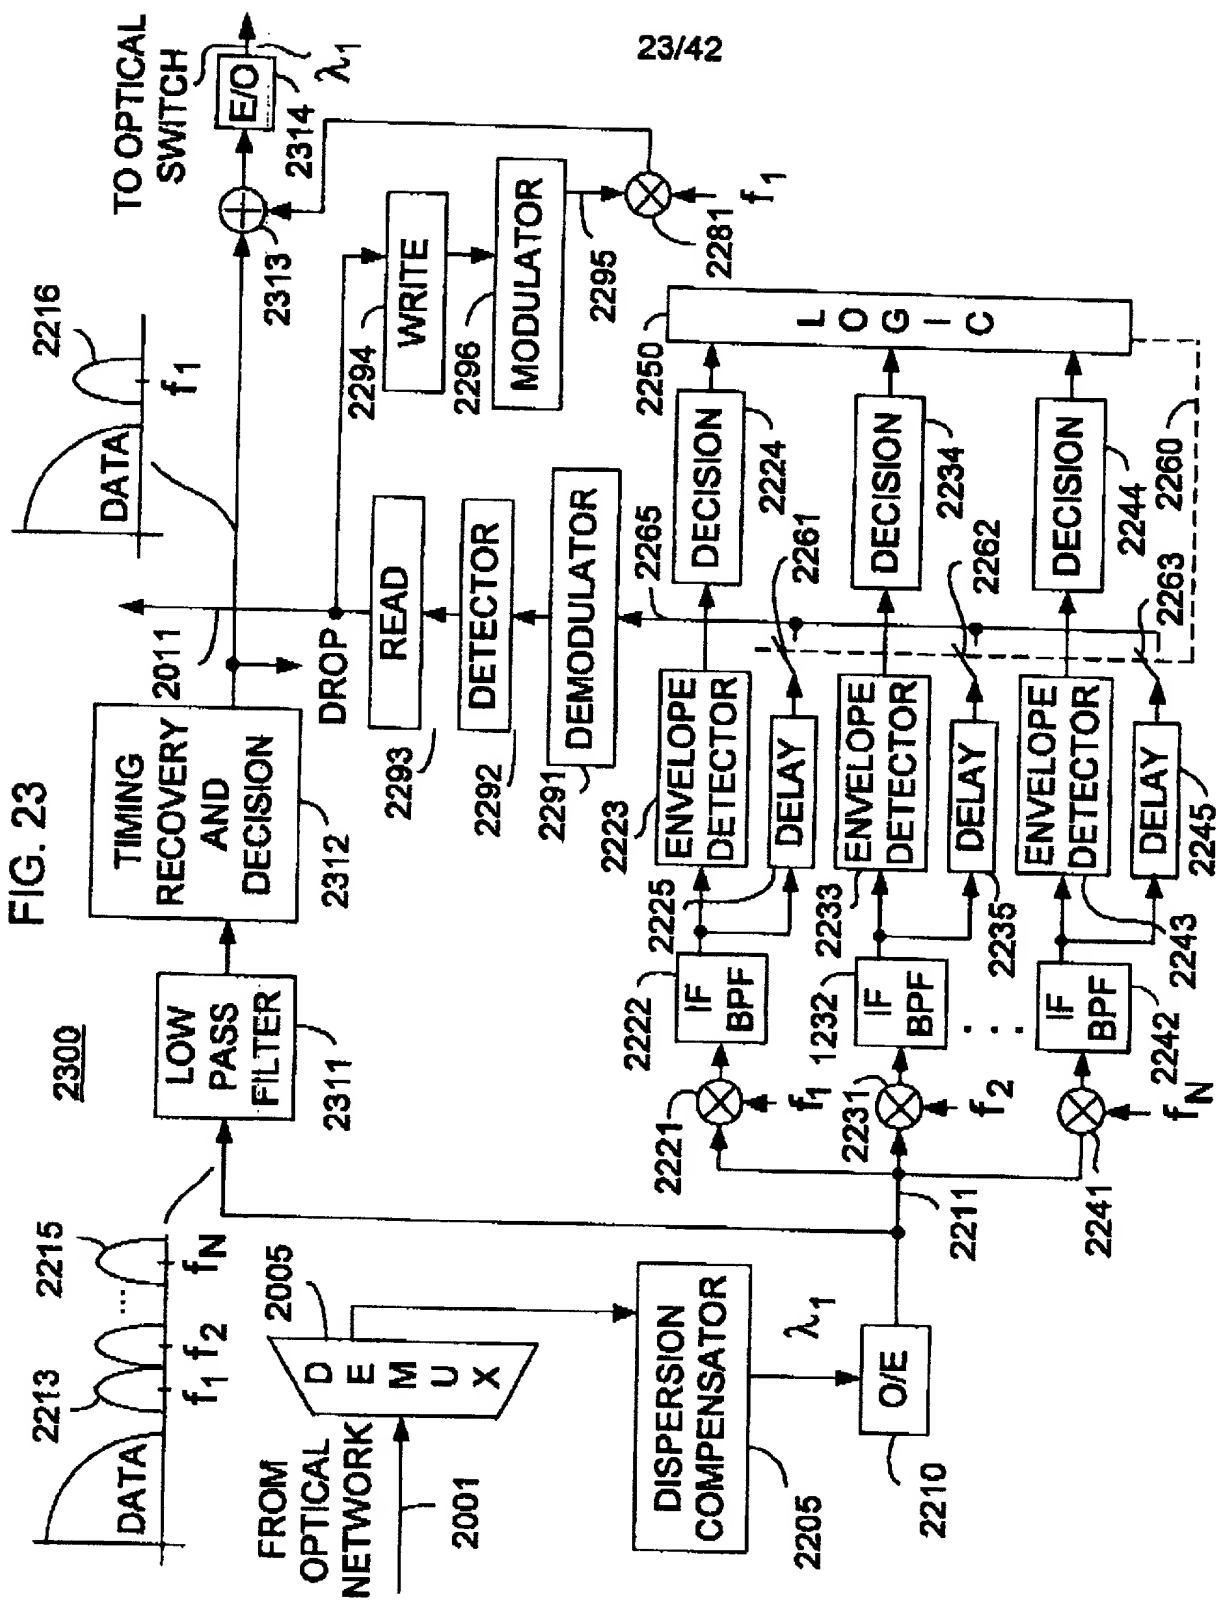 23/42
FIG. 23
2300
DATA
2213
2215
f1
f2
...
fN
LOW
PASS
FILTER
2311
TIMING
RECOVERY
AND
DECISION
2312
2011
DROP
DATA
2216
f1
2313
TO OPTICAL
SWITCH
E/O
λ1
2314
FROM
OPTICAL
NETWORK
2001
DEMUX
2005
READ
2293
DETECTOR
2292
DEMODULATOR
2291
2294
WRITE
2296
MODULATOR
2295
2281
f1
DISPERSION
COMPENSATOR
2205
λ1
O/E
2210
2211
2221
f1
2222
IF
BPF
2225
2223
ENVELOPE
DETECTOR
DELAY
2265
2261
DECISION
2224
2250
LOGIC
2231
f2
1232
IF
BPF
2233
ENVELOPE
DETECTOR
DELAY
2235
2262
DECISION
2234
...
2241
fN
IF
BPF
2242
ENVELOPE
DETECTOR
2243
DELAY
2245
2263
DECISION
2244
2260